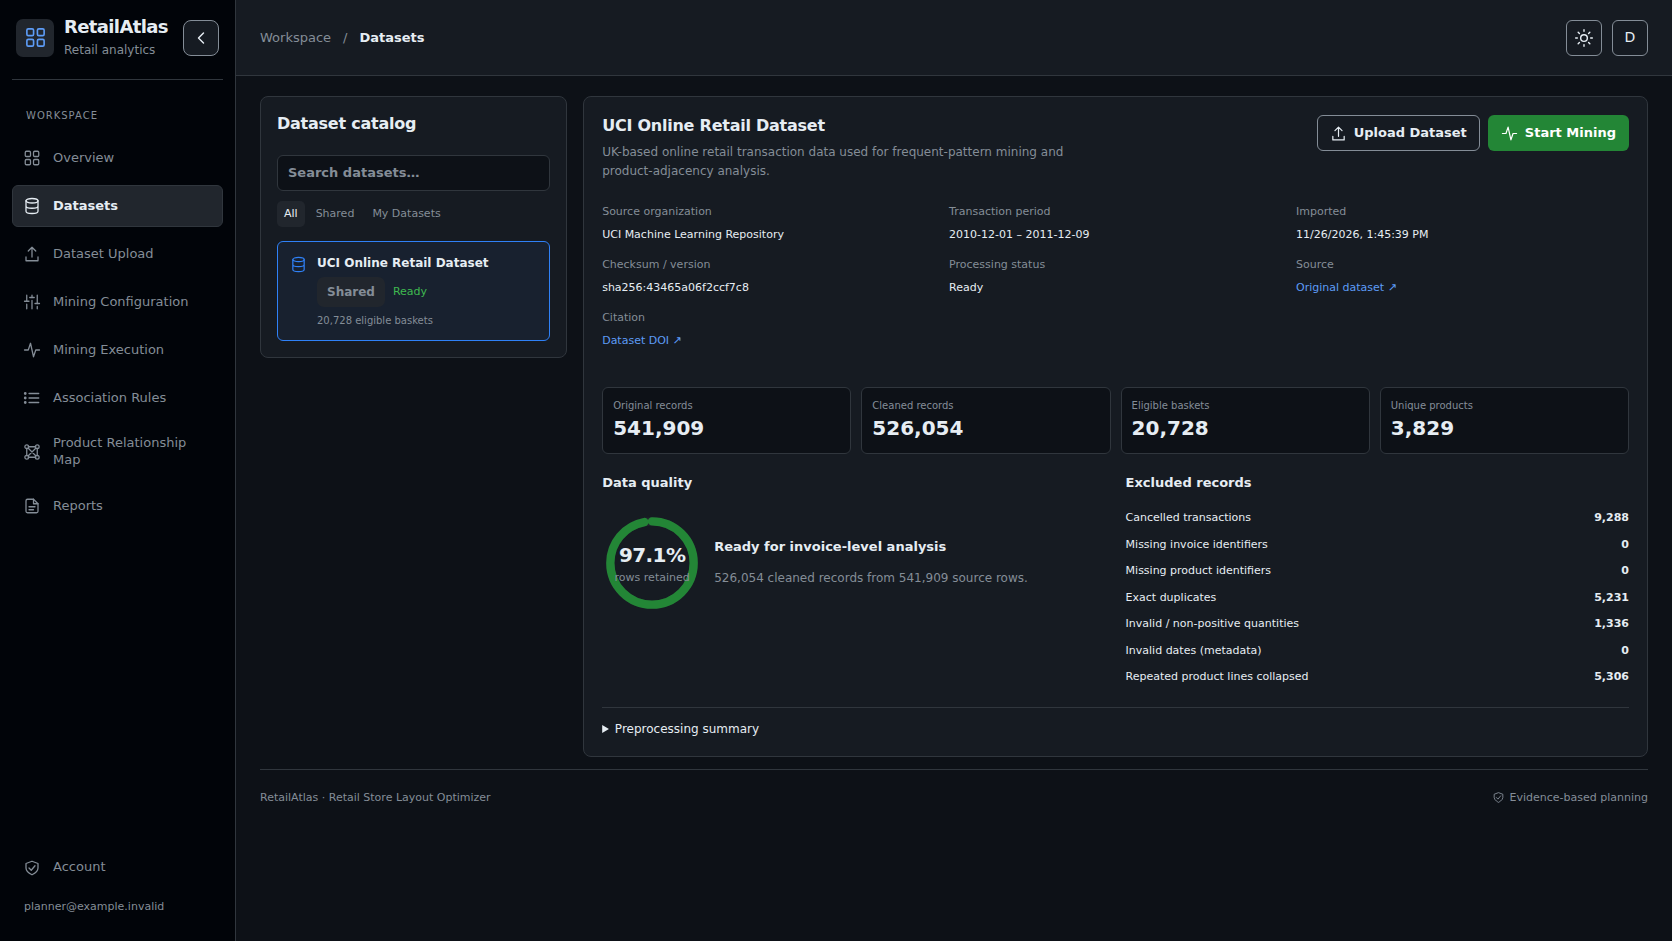 RetailAtlas
Retail analytics
WORKSPACE
Overview
Datasets
Dataset Upload
Mining Configuration
Mining Execution
Association Rules
Product Relationship
Map
Reports
Account
planner@example.invalid
Workspace / Datasets
D
Dataset catalog
Search datasets…
All Shared My Datasets
UCI Online Retail Dataset
Shared Ready
20,728 eligible baskets
UCI Online Retail Dataset
UK-based online retail transaction data used for frequent-pattern mining and
product-adjacency analysis.
Upload Dataset
Start Mining
Source organization
UCI Machine Learning Repository
Transaction period
2010-12-01 – 2011-12-09
Imported
11/26/2026, 1:45:39 PM
Checksum / version
sha256:43465a06f2ccf7c8
Processing status
Ready
Source
Original dataset ↗
Citation
Dataset DOI ↗
Original records
541,909
Cleaned records
526,054
Eligible baskets
20,728
Unique products
3,829
Data quality
97.1%
rows retained
Ready for invoice-level analysis
526,054 cleaned records from 541,909 source rows.
Excluded records
Cancelled transactions 9,288
Missing invoice identifiers 0
Missing product identifiers 0
Exact duplicates 5,231
Invalid / non-positive quantities 1,336
Invalid dates (metadata) 0
Repeated product lines collapsed 5,306
▶ Preprocessing summary
RetailAtlas · Retail Store Layout Optimizer
Evidence-based planning